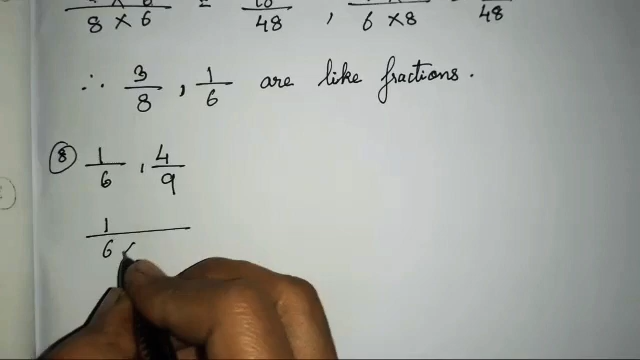 8 × 6 = 48 , 6 × 8 48
∴ 3/8 , 1/6 are like fractions.
⑧ 1/6 , 4/9
1/6